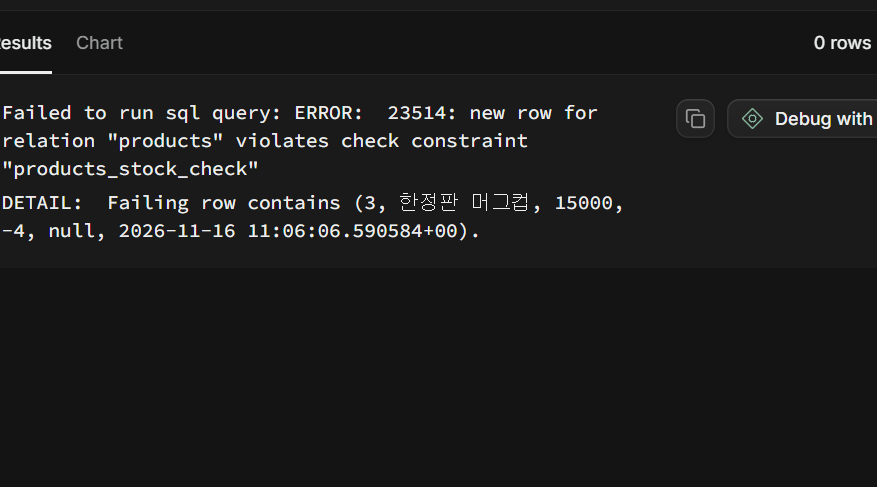 esults Chart 0 rows
Failed to run sql query: ERROR:  23514: new row for
relation "products" violates check constraint
"products_stock_check"
DETAIL:  Failing row contains (3, 한정판 머그컵, 15000,
-4, null, 2026-11-16 11:06:06.590584+00).
Debug with